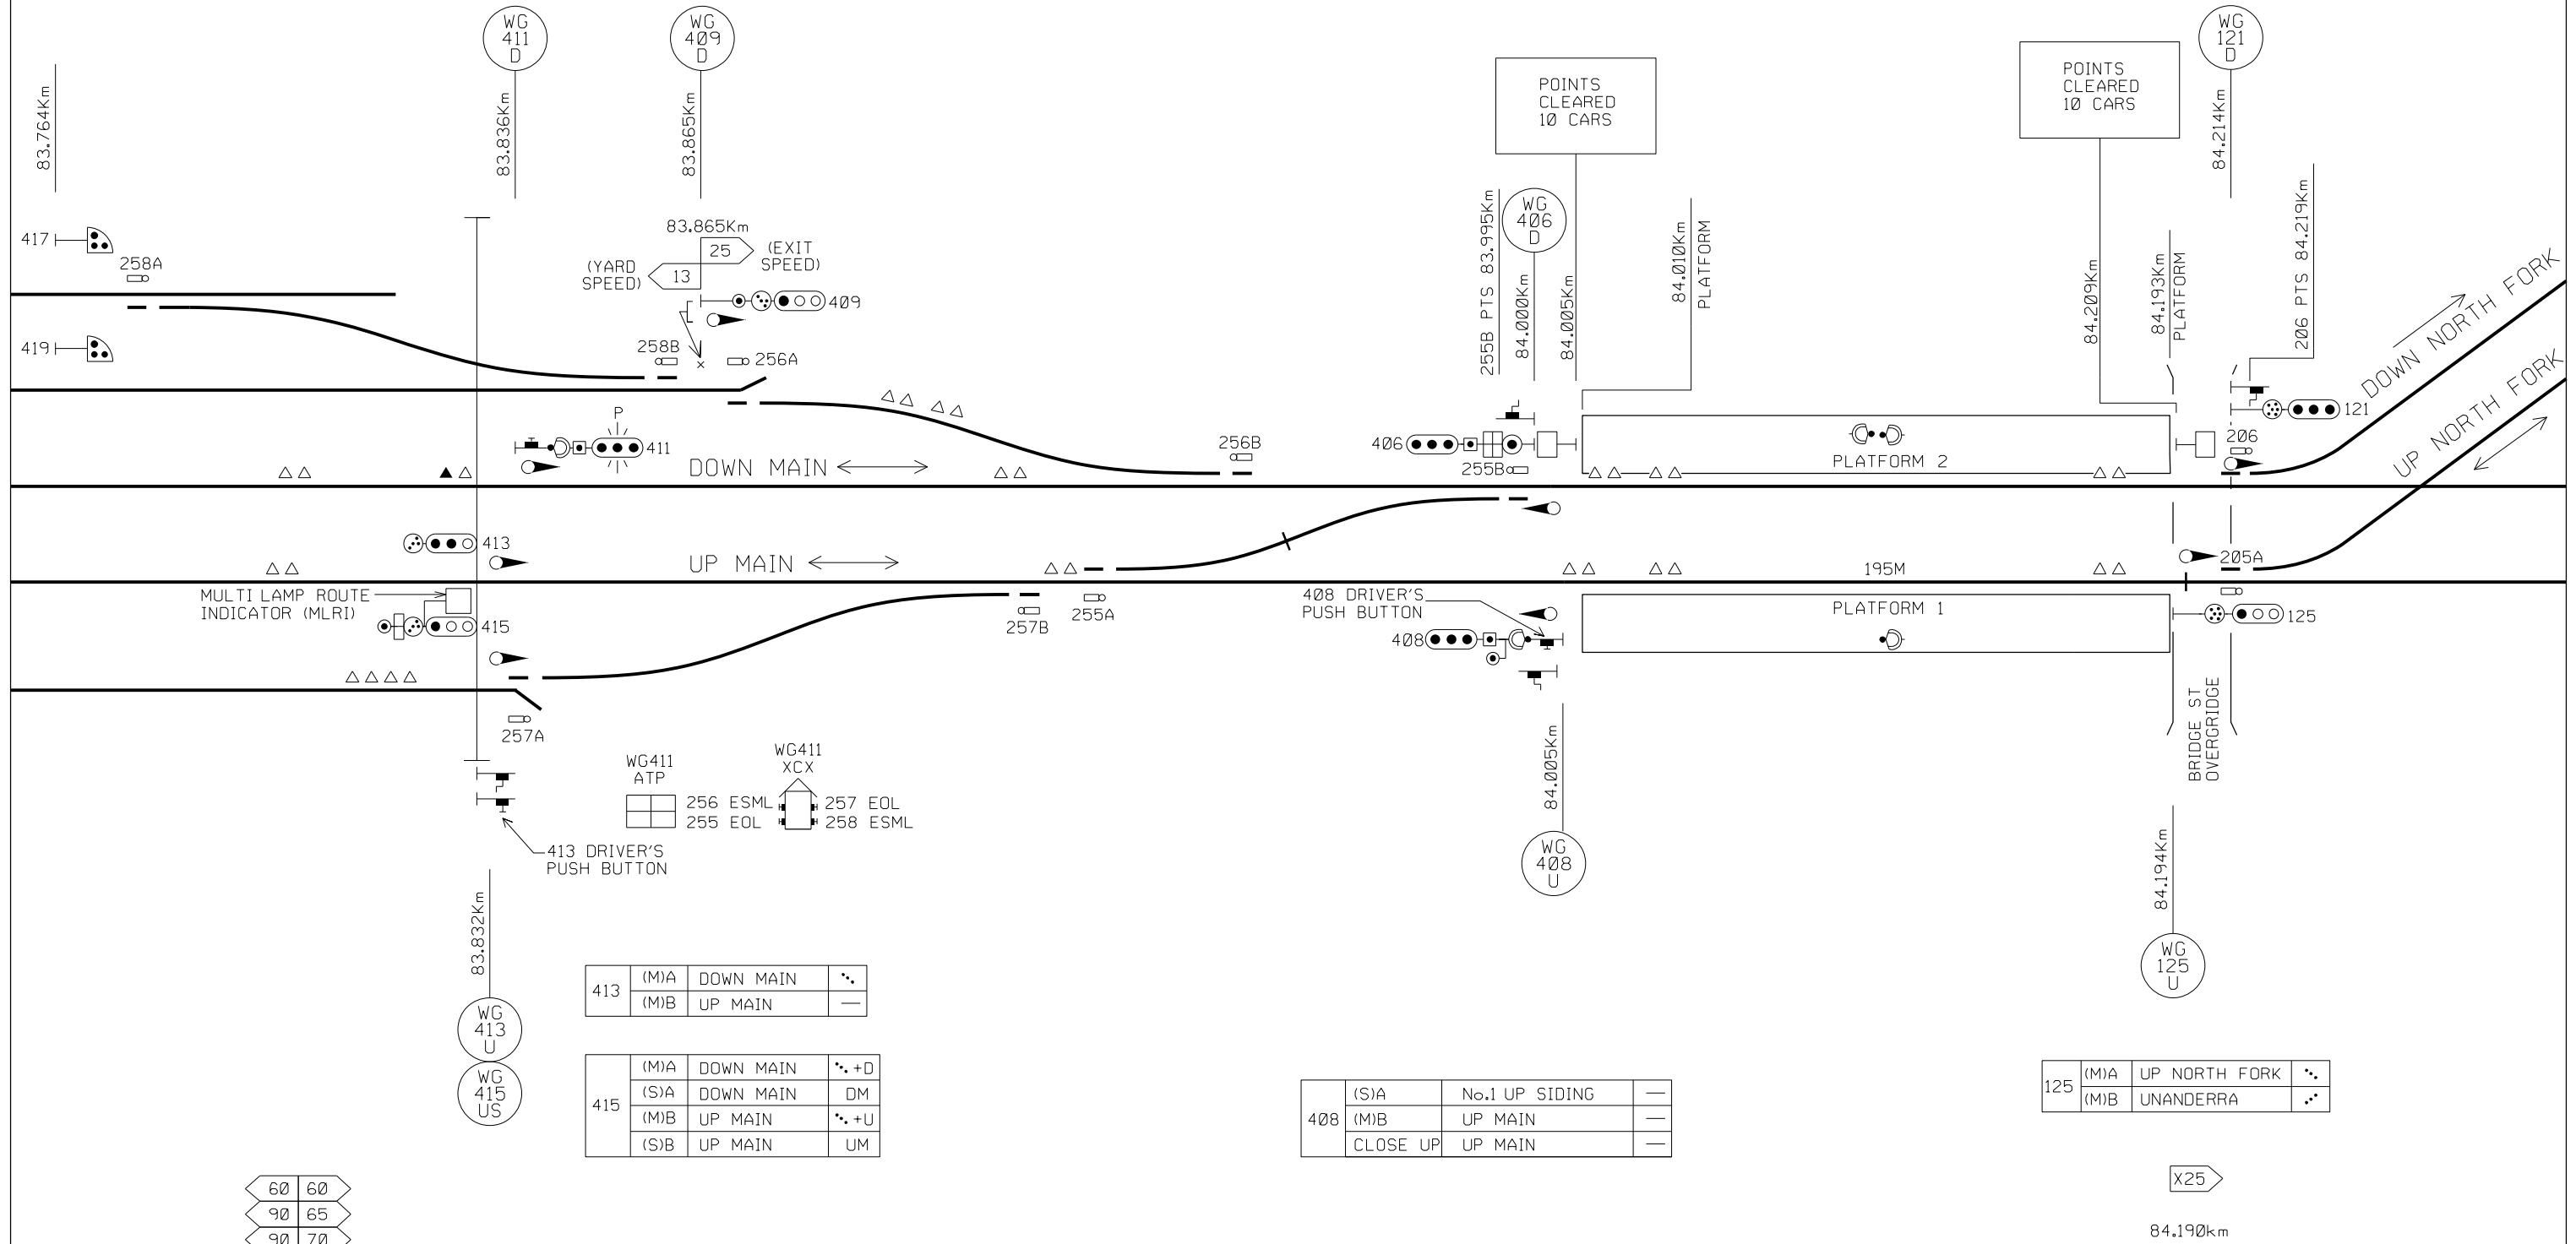 WG
411
D
WG
409
D
WG
121
D
83.764Km
83.836Km
83.865Km
POINTS
CLEARED
10 CARS
POINTS
CLEARED
10 CARS
84.214Km
255B PTS 83.995Km
WG
406
D
84.000Km
84.005Km
84.010Km
PLATFORM
84.209Km
84.193Km
PLATFORM
206 PTS 84.219Km
417
258A
83.865Km
25
(EXIT
SPEED)
(YARD
SPEED)
13
409
419
258B
256A
DOWN NORTH FORK
UP NORTH FORK
P
411
DOWN MAIN
256B
406
255B
PLATFORM 2
121
206
413
UP MAIN
195M
205A
MULTI LAMP ROUTE
INDICATOR (MLRI)
415
257B
255A
408 DRIVER'S
PUSH BUTTON
408
PLATFORM 1
125
257A
BRIDGE ST
OVERGRIDGE
WG411
ATP
256 ESML
255 EOL
WG411
XCX
257 EOL
258 ESML
413 DRIVER'S
PUSH BUTTON
84.005Km
WG
408
U
84.194Km
WG
125
U
83.832Km
WG
413
U
WG
415
US
413 (M)A DOWN MAIN
(M)B UP MAIN —
415 (M)A DOWN MAIN +D
(S)A DOWN MAIN DM
(M)B UP MAIN +U
(S)B UP MAIN UM
408 (S)A No.1 UP SIDING —
(M)B UP MAIN —
CLOSE UP UP MAIN —
125 (M)A UP NORTH FORK
(M)B UNANDERRA
60 60
90 65
90 70
X25
84.190km